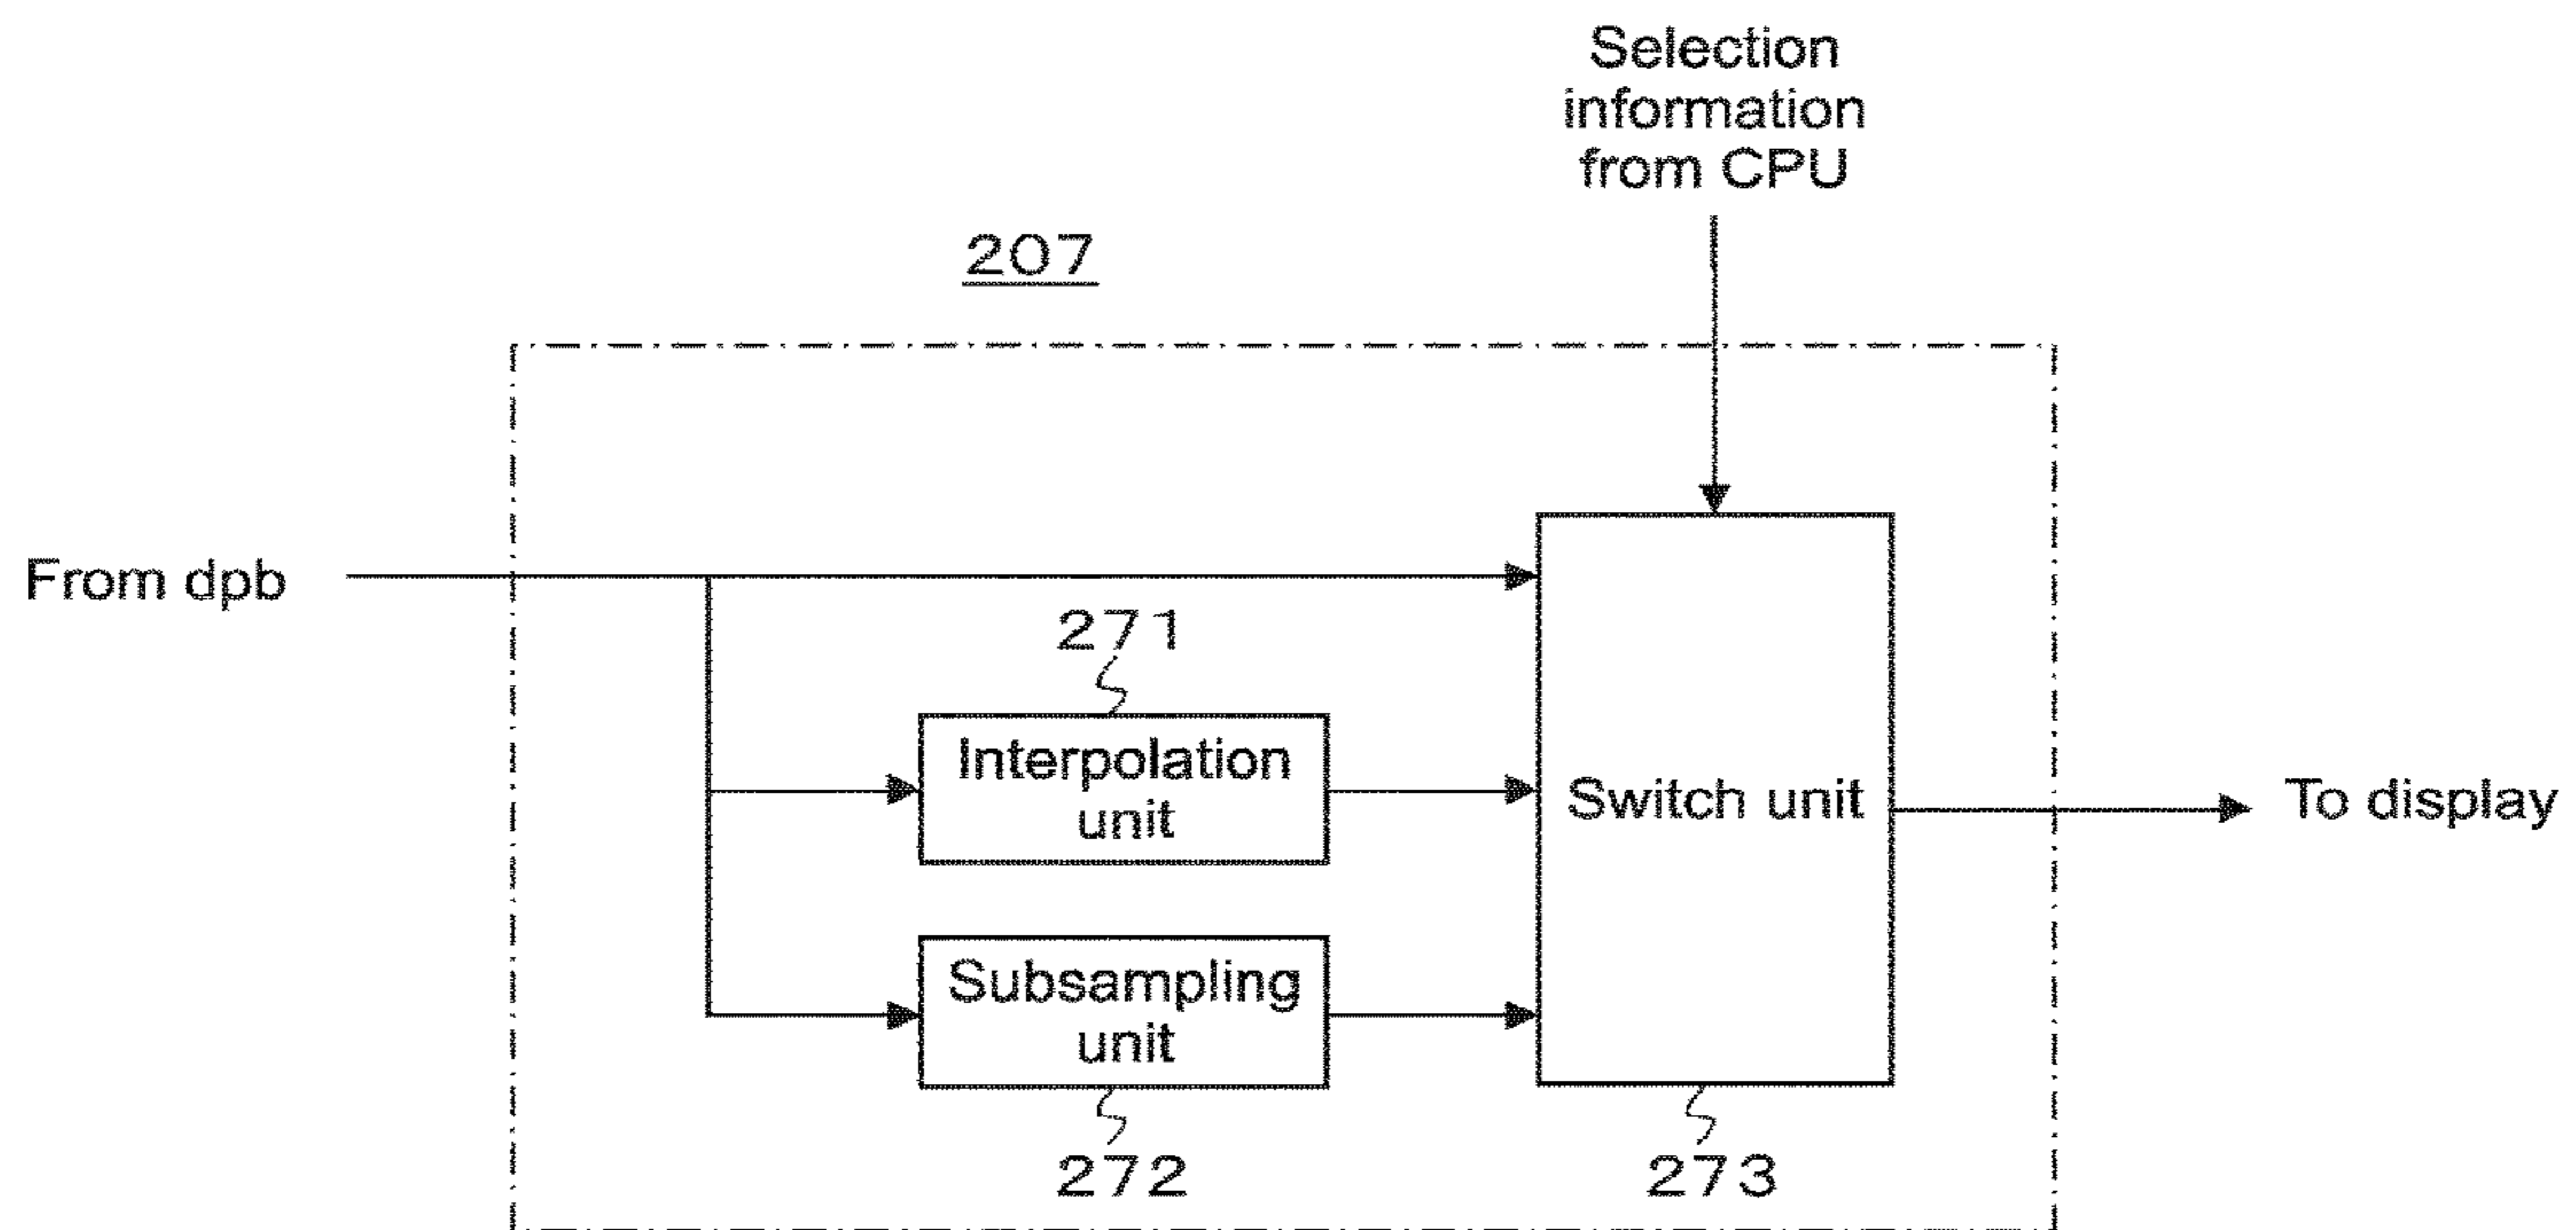 Selection
information
from CPU
207
From dpb
271
Interpolation
unit
Switch unit
To display
Subsampling
unit
272
273